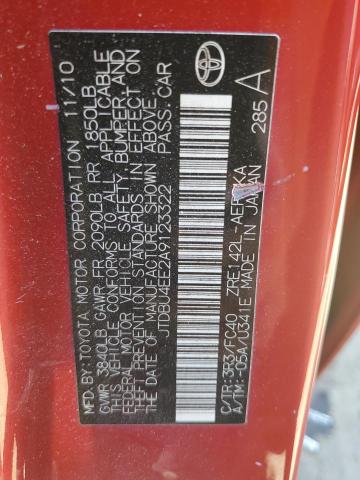 MFD.BY:TOYOTA MOTOR CORPORATION 11/10
GVWR 3840LB GAWR FR 2090LB RR 1850LB
THIS VEHICLE CONFORMS TO ALL APPLICABLE
FEDERAL MOTOR VEHICLE SAFETY, BUMPER, AND
THEFT PREVENTION STANDARDS IN EFFECT ON
THE DATE OF MANUFACTURE SHOWN ABOVE.
JTDBU4EE2A9123322 PASS.CAR
C/TR:3R3/FC40 ZRE142L-
A/TM:-05A/U341E MADE IN JAPAN
285 A
TOYOTA